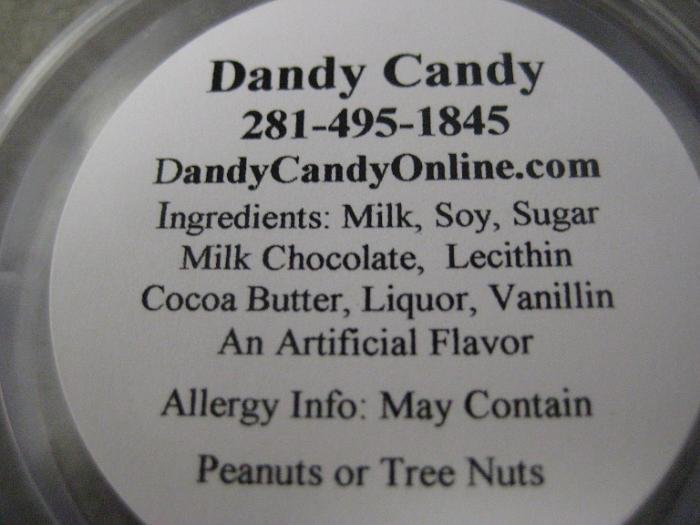 Dandy Candy
281-495-1845
DandyCandyOnline.com
Ingredients: Milk, Soy, Sugar
Milk Chocolate, Lecithin
Cocoa Butter, Liquor, Vanillin
An Artificial Flavor
Allergy Info: May Contain
Peanuts or Tree Nuts